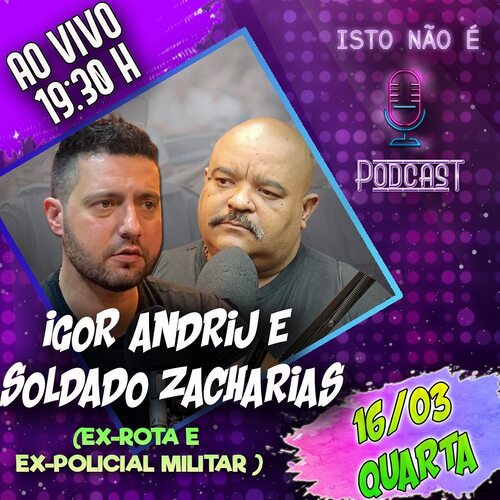 AO VIVO
19:30 H
ISTO NÃO É
PODCAST
IGOR ANDRIJ E
SOLDADO ZACHARIAS
(EX-ROTA E
EX-POLICIAL MILITAR )
16/03
QUARTA